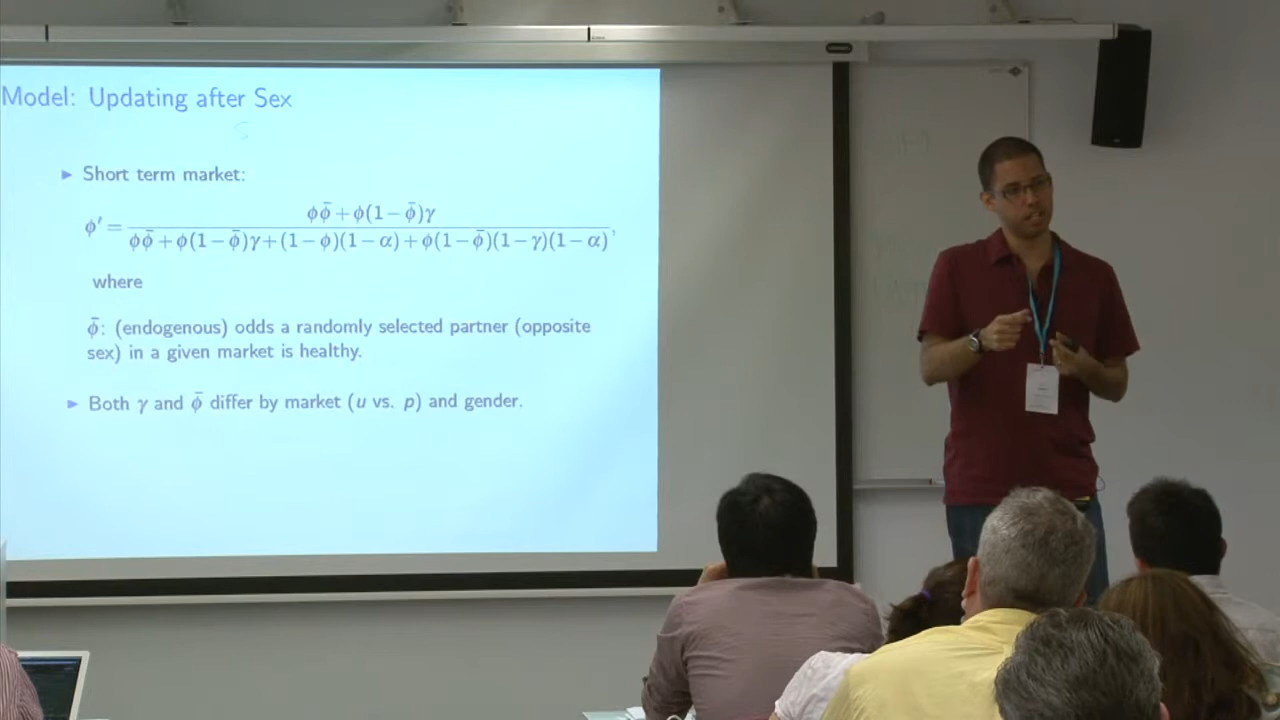 Model: Updating after Sex
▶ Short term market:
ϕ′ = (ϕϕ̄ + ϕ(1−ϕ̄)γ) / (ϕϕ̄ + ϕ(1−ϕ̄)γ+(1−ϕ)(1−α)+ϕ(1−ϕ̄)(1−γ)(1−α)),
where
ϕ̄: (endogenous) odds a randomly selected partner (opposite
sex) in a given market is healthy.
▶ Both γ and ϕ̄ differ by market (u vs. p) and gender.